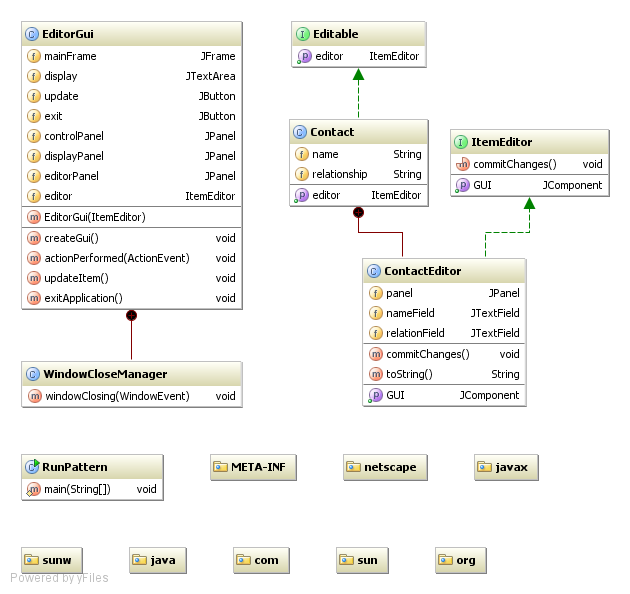 EditorGui
mainFrame JFrame
display JTextArea
update JButton
exit JButton
controlPanel JPanel
displayPanel JPanel
editorPanel JPanel
editor ItemEditor
EditorGui(ItemEditor)
createGui() void
actionPerformed(ActionEvent) void
updateItem() void
exitApplication() void
Editable
editor ItemEditor
Contact
name String
relationship String
editor ItemEditor
ItemEditor
commitChanges() void
GUI JComponent
ContactEditor
panel JPanel
nameField JTextField
relationField JTextField
commitChanges() void
toString() String
GUI JComponent
WindowCloseManager
windowClosing(WindowEvent) void
RunPattern
main(String[]) void
META-INF
netscape
javax
sunw
java
com
sun
org
Powered by yFiles